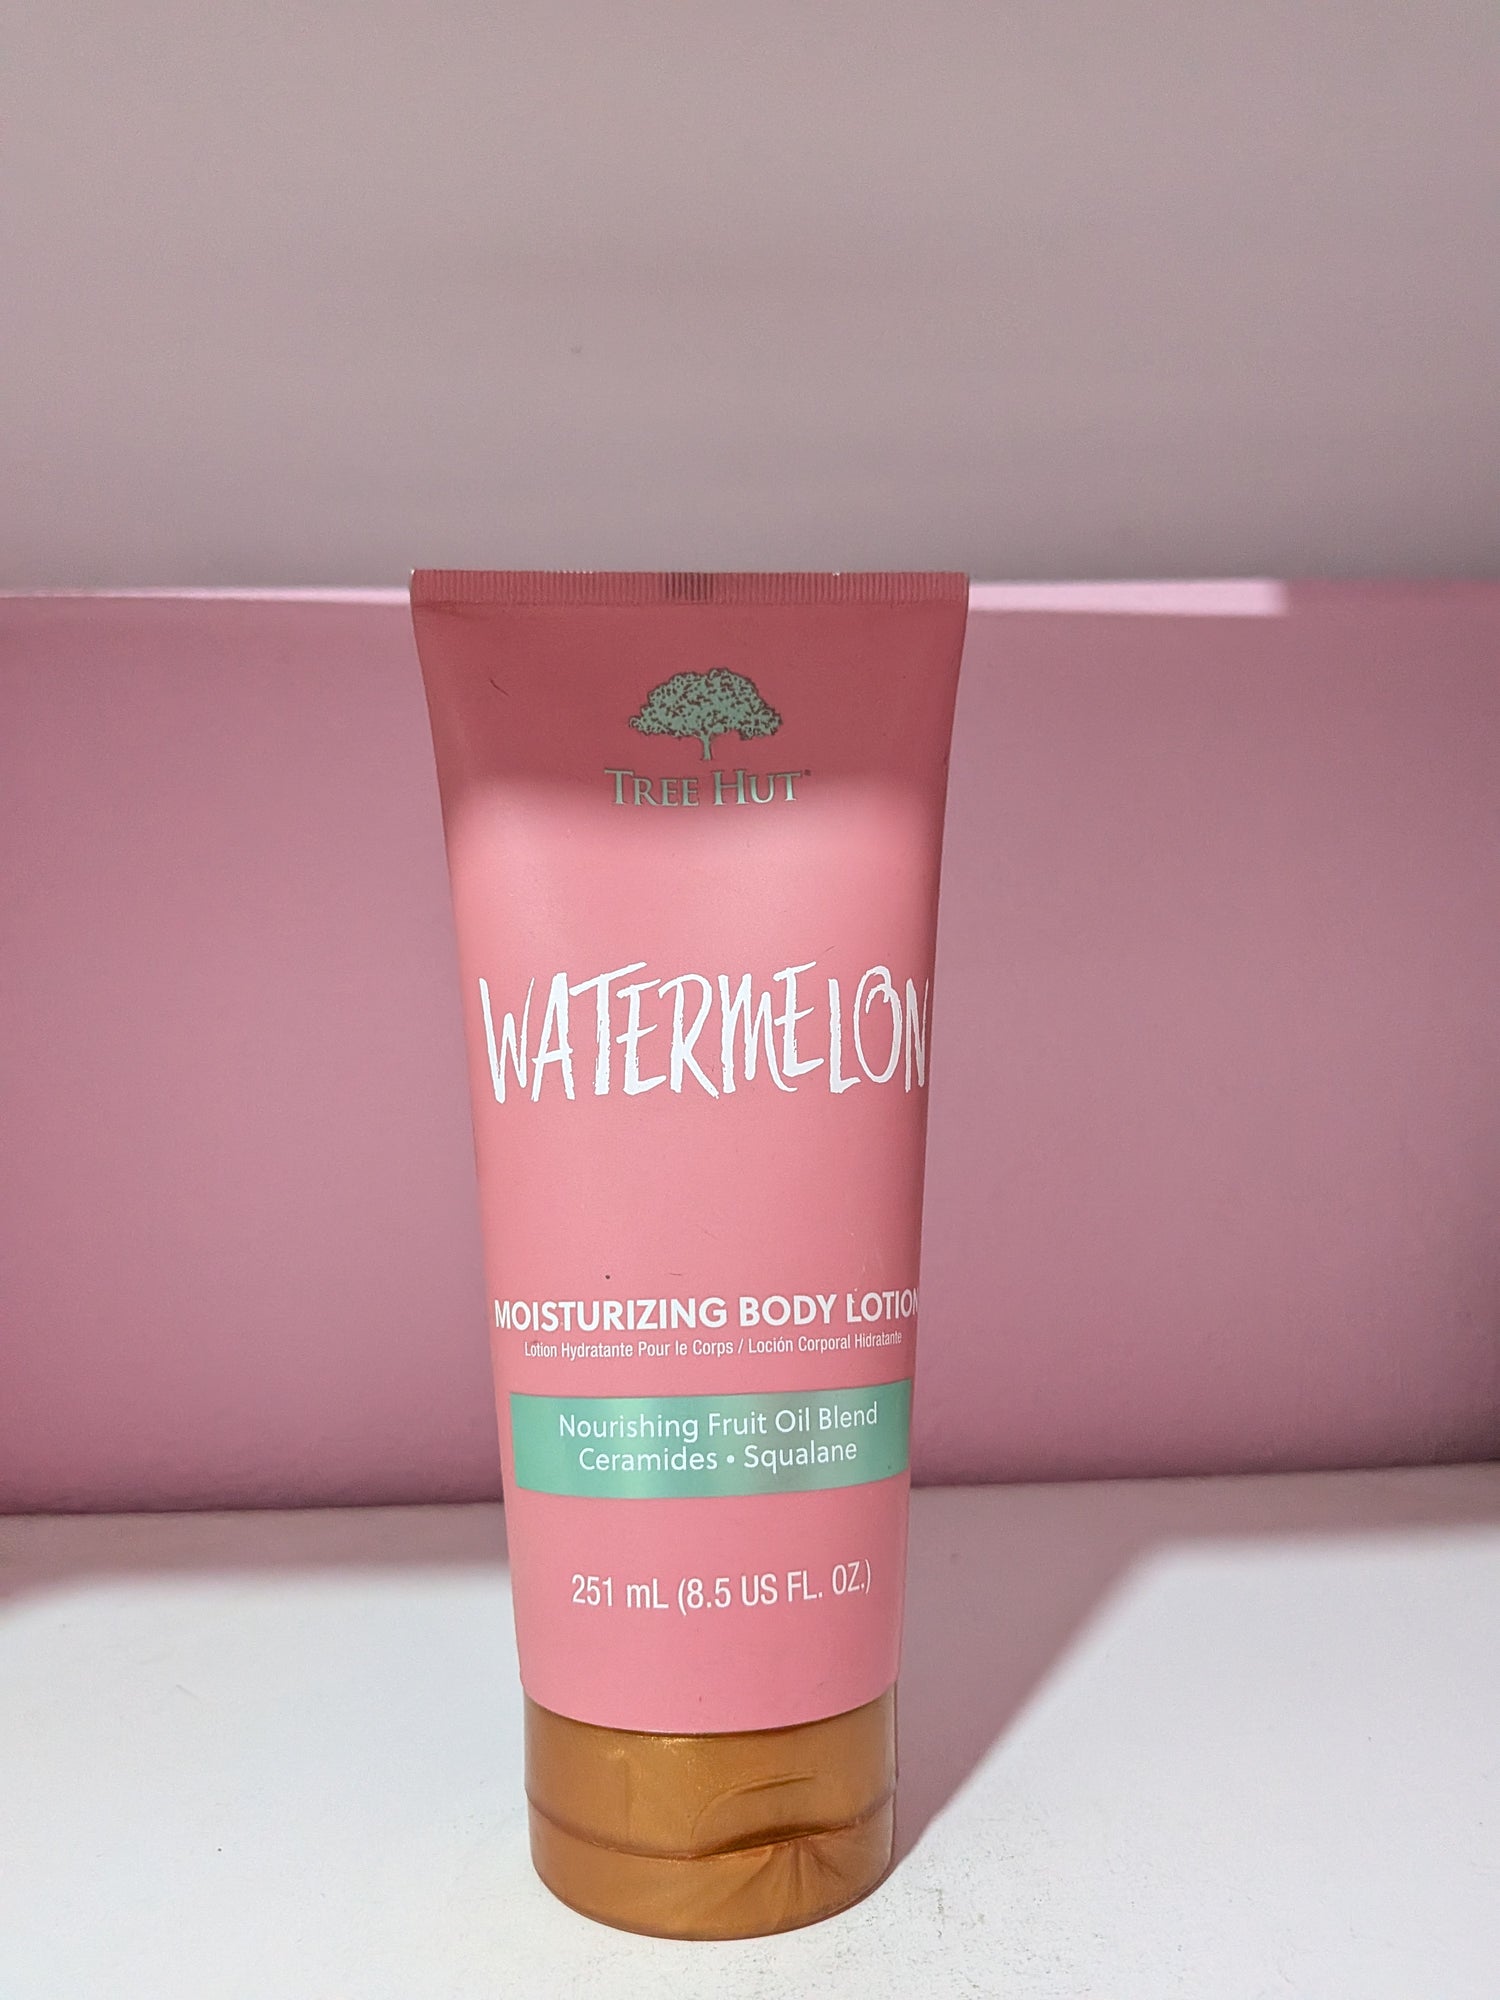 TREE HUT
WATERMELON
MOISTURIZING BODY LOTION
Lotion Hydratante Pour le Corps / Loción Corporal Hidratante
Nourishing Fruit Oil Blend
Ceramides • Squalane
251 mL (8.5 US FL. OZ.)